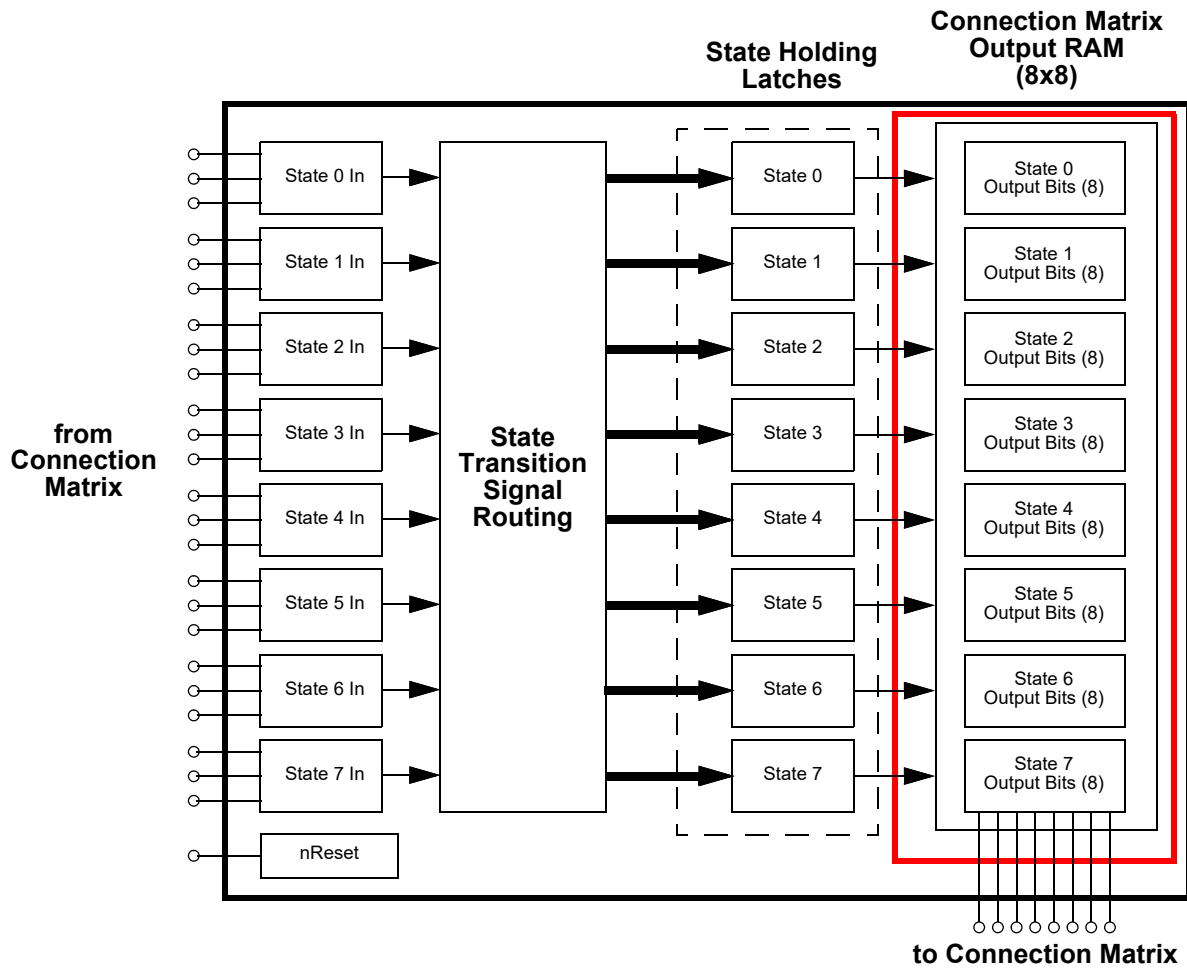 Connection Matrix
Output RAM
(8x8)
State Holding
Latches
from
Connection
Matrix
State 0 In
State 1 In
State 2 In
State 3 In
State 4 In
State 5 In
State 6 In
State 7 In
nReset
State
Transition
Signal
Routing
State 0
State 1
State 2
State 3
State 4
State 5
State 6
State 7
State 0
Output Bits (8)
State 1
Output Bits (8)
State 2
Output Bits (8)
State 3
Output Bits (8)
State 4
Output Bits (8)
State 5
Output Bits (8)
State 6
Output Bits (8)
State 7
Output Bits (8)
to Connection Matrix